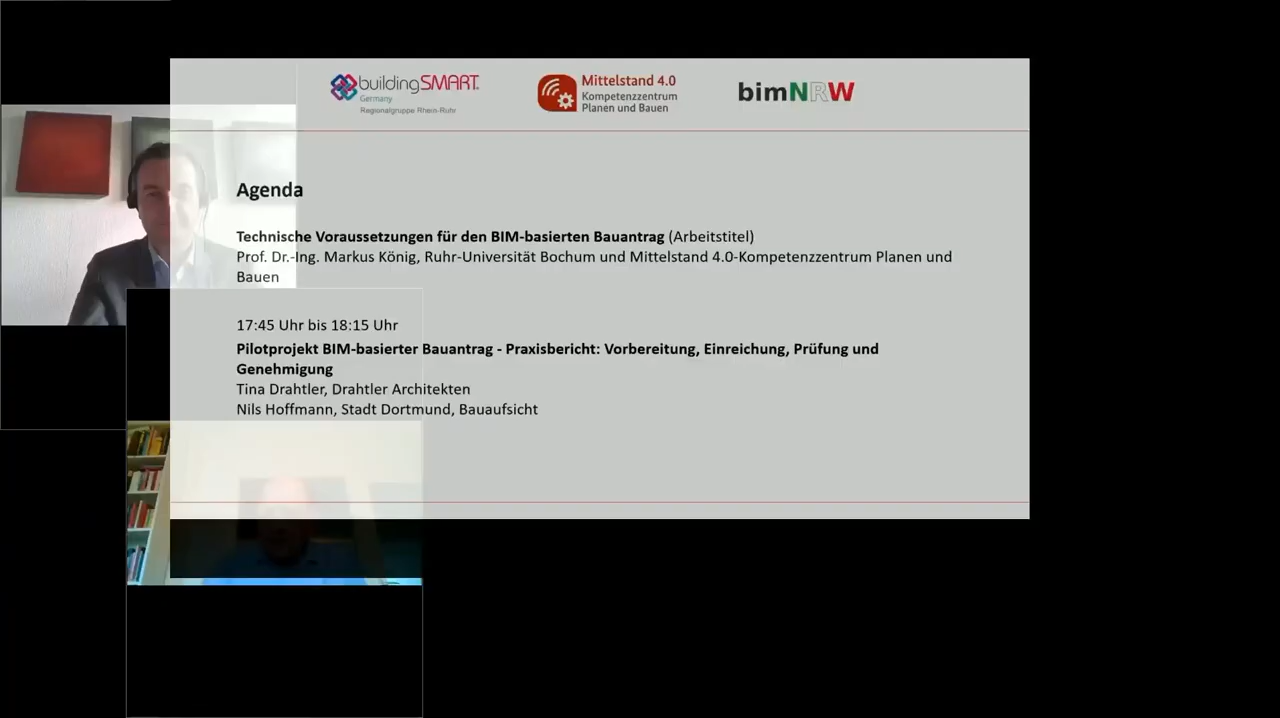 buildingSMART
Germany
Regionalgruppe Rhein-Ruhr
Mittelstand 4.0
Kompetenzzentrum
Planen und Bauen
bimNRW
Agenda
Technische Voraussetzungen für den BIM-basierten Bauantrag (Arbeitstitel)
Prof. Dr.-Ing. Markus König, Ruhr-Universität Bochum und Mittelstand 4.0-Kompetenzzentrum Planen und
Bauen
17:45 Uhr bis 18:15 Uhr
Pilotprojekt BIM-basierter Bauantrag - Praxisbericht: Vorbereitung, Einreichung, Prüfung und
Genehmigung
Tina Drahtler, Drahtler Architekten
Nils Hoffmann, Stadt Dortmund, Bauaufsicht